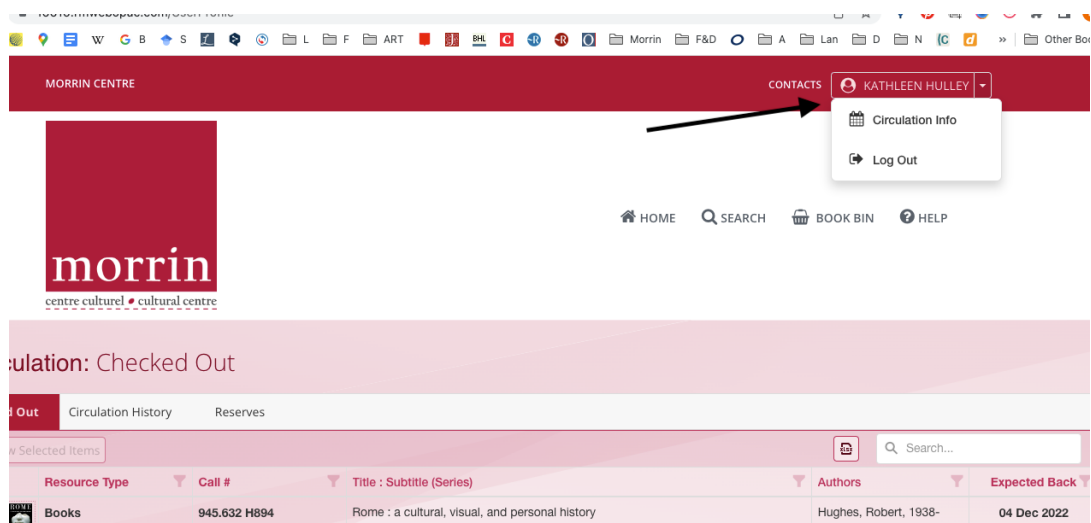 W G B S L F ART BHL C Morrin F&D A Lan D N Other Boo
MORRIN CENTRE CONTACTS KATHLEEN HULLEY
Circulation Info
Log Out
HOME SEARCH BOOK BIN HELP
morrin
centre culturel • cultural centre
culation: Checked Out
d Out Circulation History Reserves
w Selected Items Search...
Resource Type Call # Title : Subtitle (Series) Authors Expected Back
ROME
Books 945.632 H894 Rome : a cultural, visual, and personal history Hughes, Robert, 1938- 04 Dec 2022